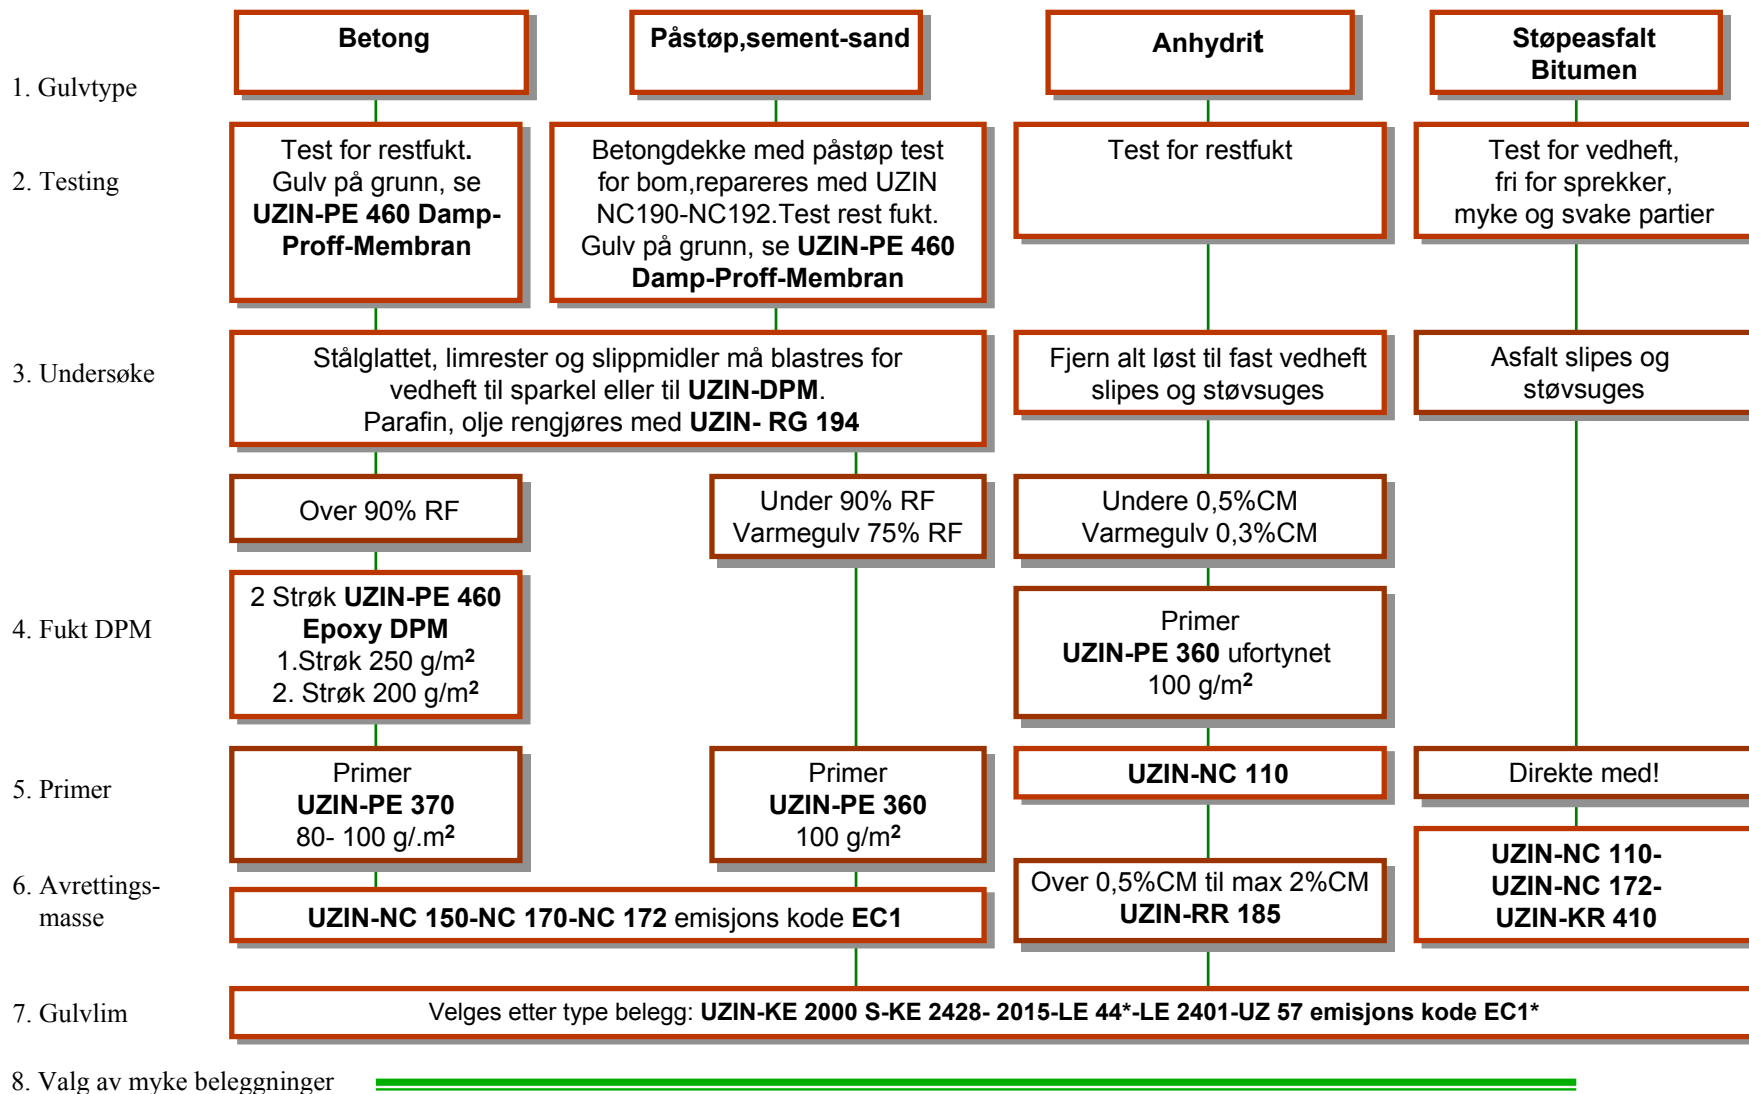 1. Gulvtype
Betong
Påstøp,sement-sand
Anhydrit
Støpeasfalt
Bitumen
2. Testing
Test for restfukt.
Gulv på grunn, se
UZIN-PE 460 Damp-
Proff-Membran
Betongdekke med påstøp test
for bom,repareres med UZIN
NC190-NC192.Test rest fukt.
Gulv på grunn, se UZIN-PE 460
Damp-Proff-Membran
Test for restfukt
Test for vedheft,
fri for sprekker,
myke og svake partier
3. Undersøke
Stålglattet, limrester og slippmidler må blastres for
vedheft til sparkel eller til UZIN-DPM.
Parafin, olje rengjøres med UZIN- RG 194
Fjern alt løst til fast vedheft
slipes og støvsuges
Asfalt slipes og
støvsuges
Over 90% RF
Under 90% RF
Varmegulv 75% RF
Undere 0,5%CM
Varmegulv 0,3%CM
4. Fukt DPM
2 Strøk UZIN-PE 460
Epoxy DPM
1.Strøk 250 g/m²
2. Strøk 200 g/m²
Primer
UZIN-PE 360 ufortynet
100 g/m²
5. Primer
Primer
UZIN-PE 370
80- 100 g/.m²
Primer
UZIN-PE 360
100 g/m²
UZIN-NC 110
Direkte med!
6. Avrettings-
masse
UZIN-NC 150-NC 170-NC 172 emisjons kode EC1
Over 0,5%CM til max 2%CM
UZIN-RR 185
UZIN-NC 110-
UZIN-NC 172-
UZIN-KR 410
7. Gulvlim
Velges etter type belegg: UZIN-KE 2000 S-KE 2428- 2015-LE 44*-LE 2401-UZ 57 emisjons kode EC1*
8. Valg av myke beleggninger